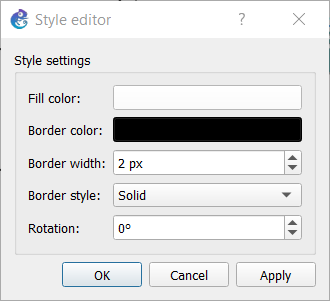 Style editor
Style settings
Fill color:
Border color:
Border width: 2 px
Border style: Solid
Rotation: 0º
OK Cancel Apply